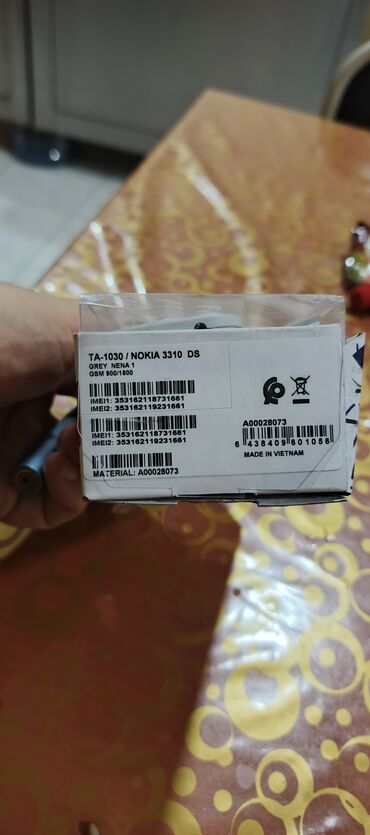 TA-1030 / NOKIA 3310 DS
GREY NENA 1
GSM 900/1800
IMEI1: 353162118731661
IMEI2: 353162119231661
IMEI1: 353162118731661
IMEI2: 353162119231661
MATERIAL: A00028073
A00028073
6 438409 601056
MADE IN VIETNAM